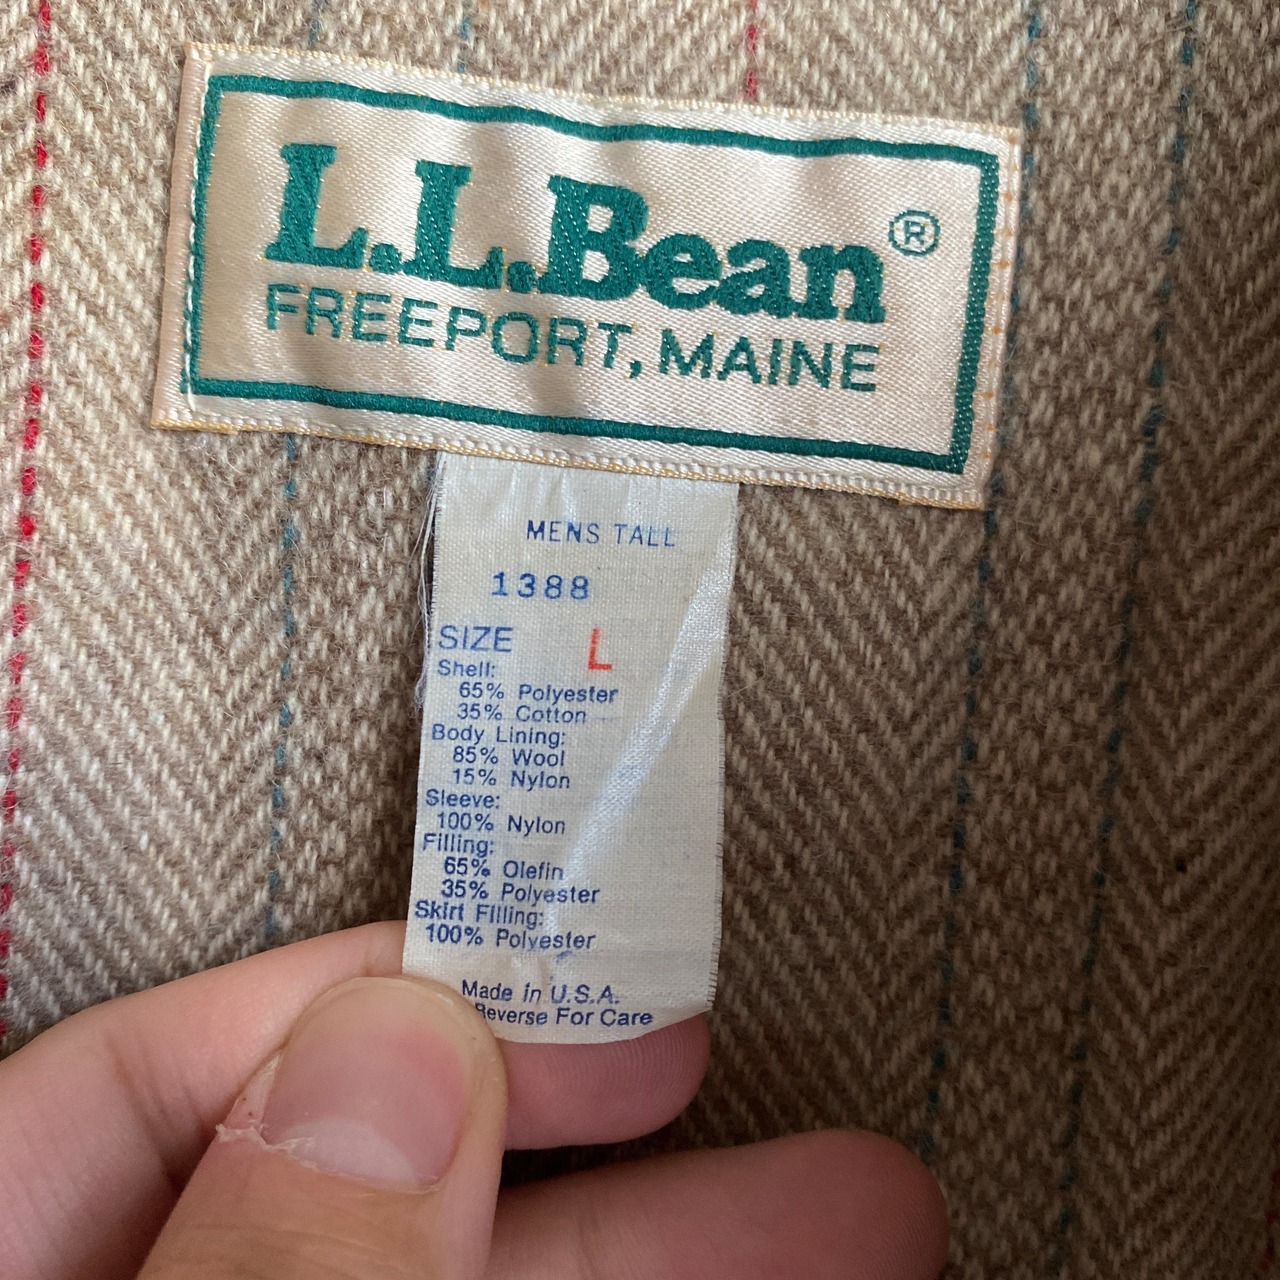 L.L.Bean®
FREEPORT, MAINE
MENS TALL
1388
SIZE L
Shell:
65% Polyester
35% Cotton
Body Lining:
85% Wool
15% Nylon
Sleeve:
100% Nylon
Filling:
65% Olefin
35% Polyester
Skirt Filling:
100% Polyester
Made in U.S.A.
Reverse For Care